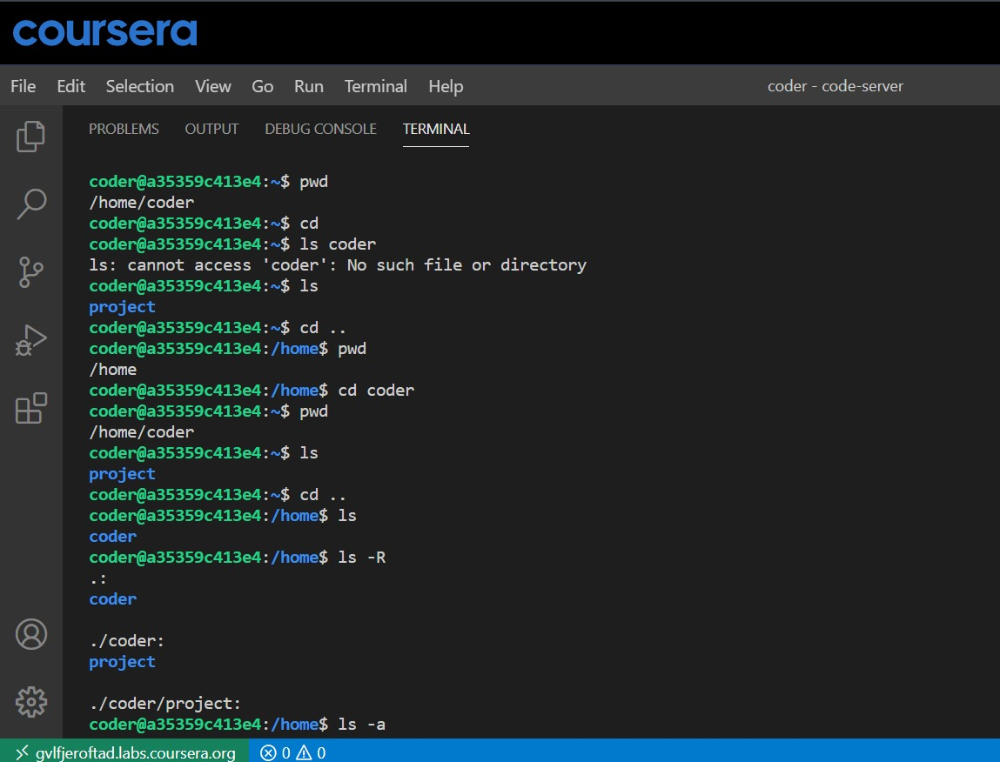 coursera
File Edit Selection View Go Run Terminal Help coder - code-server
PROBLEMS OUTPUT DEBUG CONSOLE TERMINAL
coder@a35359c413e4:~$ pwd
/home/coder
coder@a35359c413e4:~$ cd
coder@a35359c413e4:~$ ls coder
ls: cannot access 'coder': No such file or directory
coder@a35359c413e4:~$ ls
project
coder@a35359c413e4:~$ cd ..
coder@a35359c413e4:/home$ pwd
/home
coder@a35359c413e4:/home$ cd coder
coder@a35359c413e4:~$ pwd
/home/coder
coder@a35359c413e4:~$ ls
project
coder@a35359c413e4:~$ cd ..
coder@a35359c413e4:/home$ ls
coder
coder@a35359c413e4:/home$ ls -R
.:
coder
./coder:
project
./coder/project:
coder@a35359c413e4:/home$ ls -a
gvlfjeroftad.labs.coursera.org 0 0